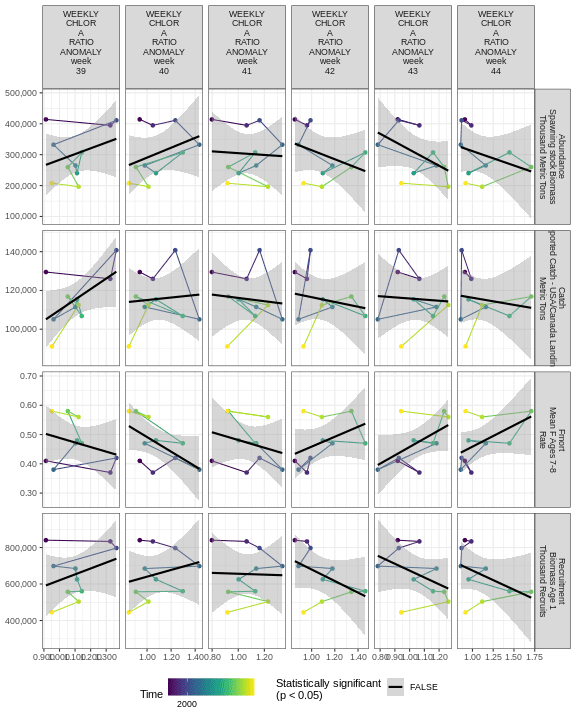 WEEKLY
CHLOR
A
RATIO
ANOMALY
week
39
WEEKLY
CHLOR
A
RATIO
ANOMALY
week
40
WEEKLY
CHLOR
A
RATIO
ANOMALY
week
41
WEEKLY
CHLOR
A
RATIO
ANOMALY
week
42
WEEKLY
CHLOR
A
RATIO
ANOMALY
week
43
WEEKLY
CHLOR
A
RATIO
ANOMALY
week
44
500,000
400,000
300,000
200,000
100,000
Abundance
Spawning stock Biomass
Thousand Metric Tons
140,000
120,000
100,000
Catch
ported Catch - USA/Canada Landin
Metric Tons
0.70
0.60
0.50
0.40
0.30
Fmort
Mean F Ages 7-8
Rate
800,000
600,000
400,000
Recruitment
Biomass Age 1
Thousand Recruits
1.00 1.20 1.40
0.80 1.00 1.20
1.00 1.20 1.40
0.80 1.00 1.20
1.00 1.25 1.50 1.75
Time
2000
Statistically significant
(p < 0.05)
FALSE